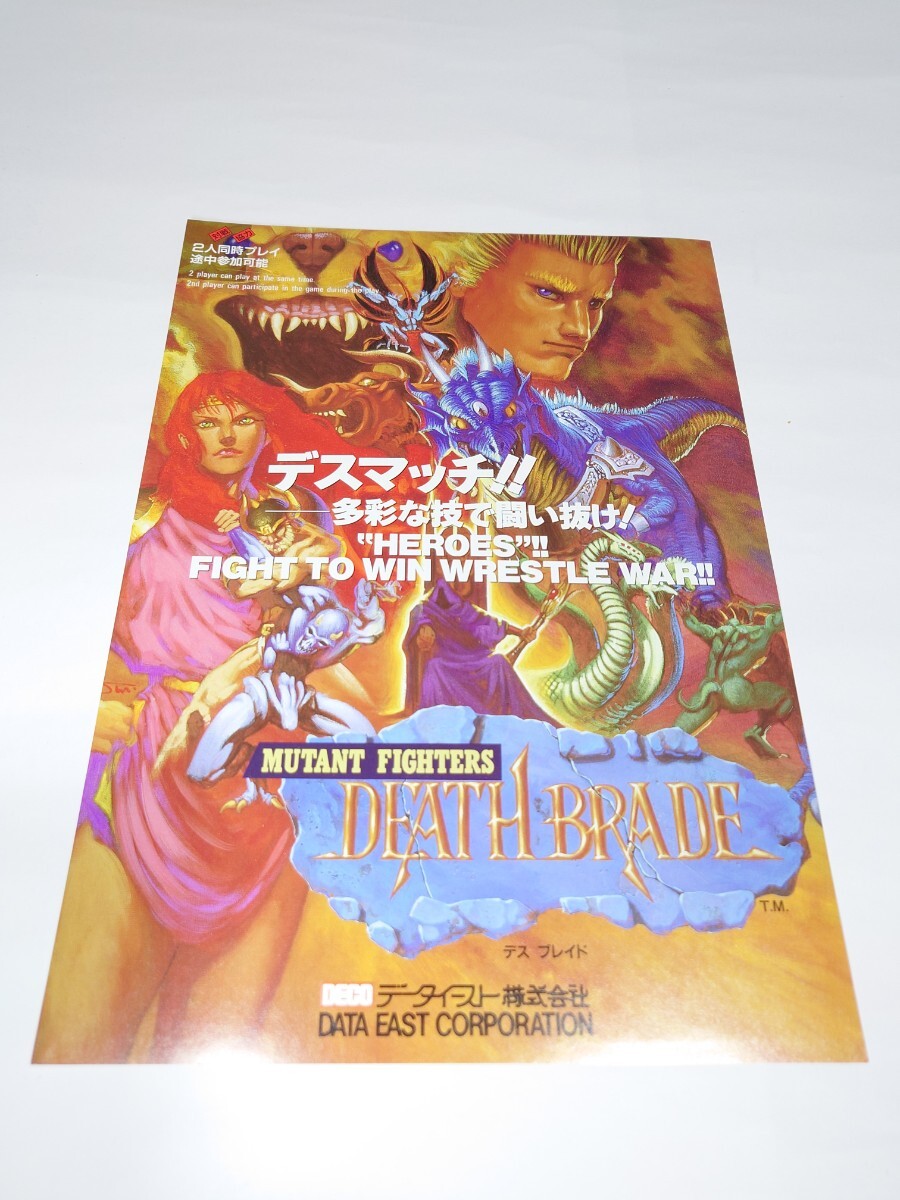 対戦 協力
2人同時プレイ
途中参加可能
2 player can play at the same time.
2nd player can participate in the game during the play.
デスマッチ!!
——多彩な技で闘い抜け!
“HEROES”!!
FIGHT TO WIN WRESTLE WAR!!
MUTANT FIGHTERS
DEATH BRADE
T.M.
デス ブレイド
DECO データイースト株式会社
DATA EAST CORPORATION